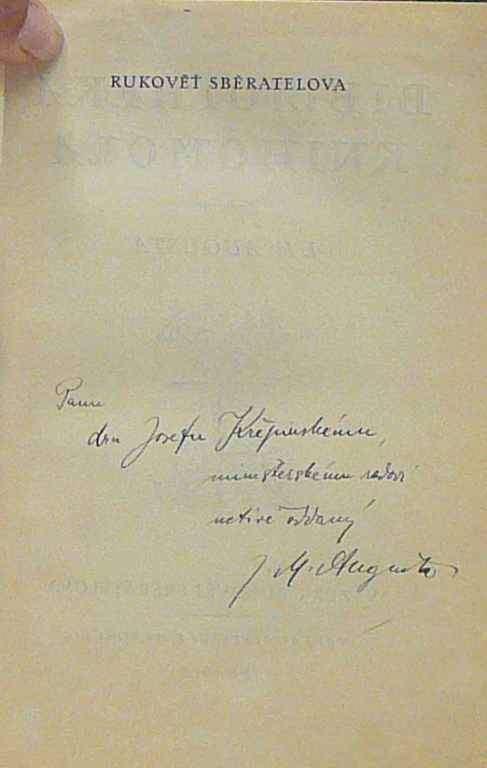 RUKOVĚŤ SBĚRATELOVA
Panu
dru Josefu Křepinskému,
ministerskému radovi
uctivě oddaný
J. M. Augusta